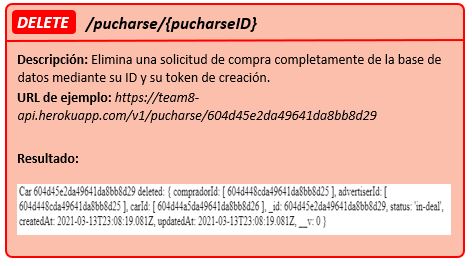 DELETE /pucharse/{pucharseID}
Descripción: Elimina una solicitud de compra completamente de la base de
datos mediante su ID y su token de creación.
URL de ejemplo: https://team8-
api.herokuapp.com/v1/pucharse/604d45e2da49641da8bb8d29
Resultado:
Car 604d45e2da49641da8bb8d29 deleted: { compradorId: [ 604d448cda49641da8bb8d25 ], advertiserId: [
604d448cda49641da8bb8d25 ], carId: [ 604d44a5da49641da8bb8d26 ], _id: 604d45e2da49641da8bb8d29, status: 'in-deal',
createdAt: 2021-03-13T23:08:19.081Z, updatedAt: 2021-03-13T23:08:19.081Z, __v: 0 }